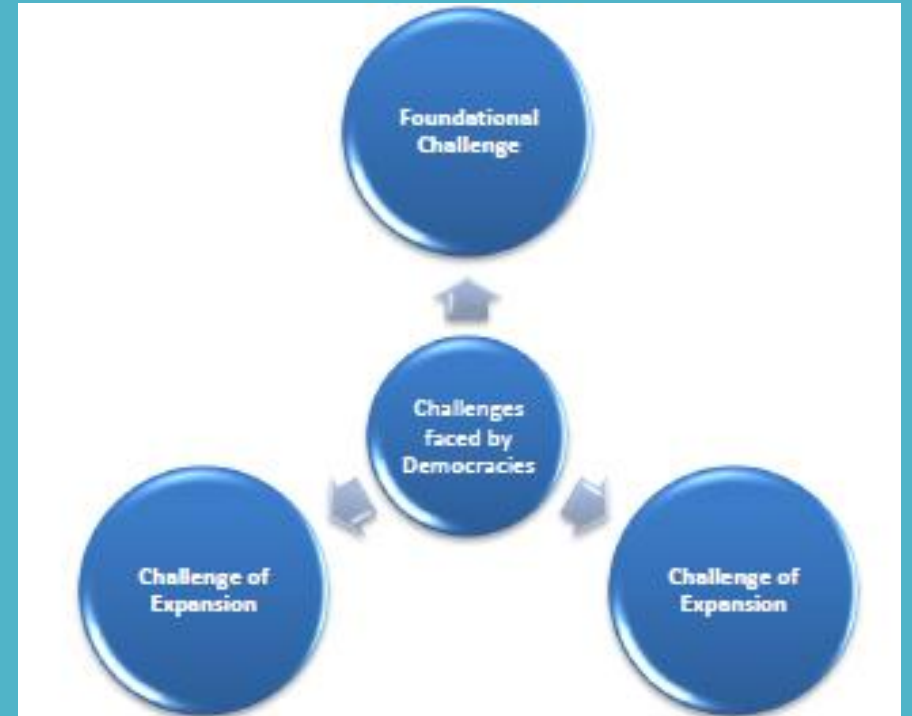 Foundational
Challenge
Challenges
faced by
Democracies
Challenge of
Expansion
Challenge of
Expansion